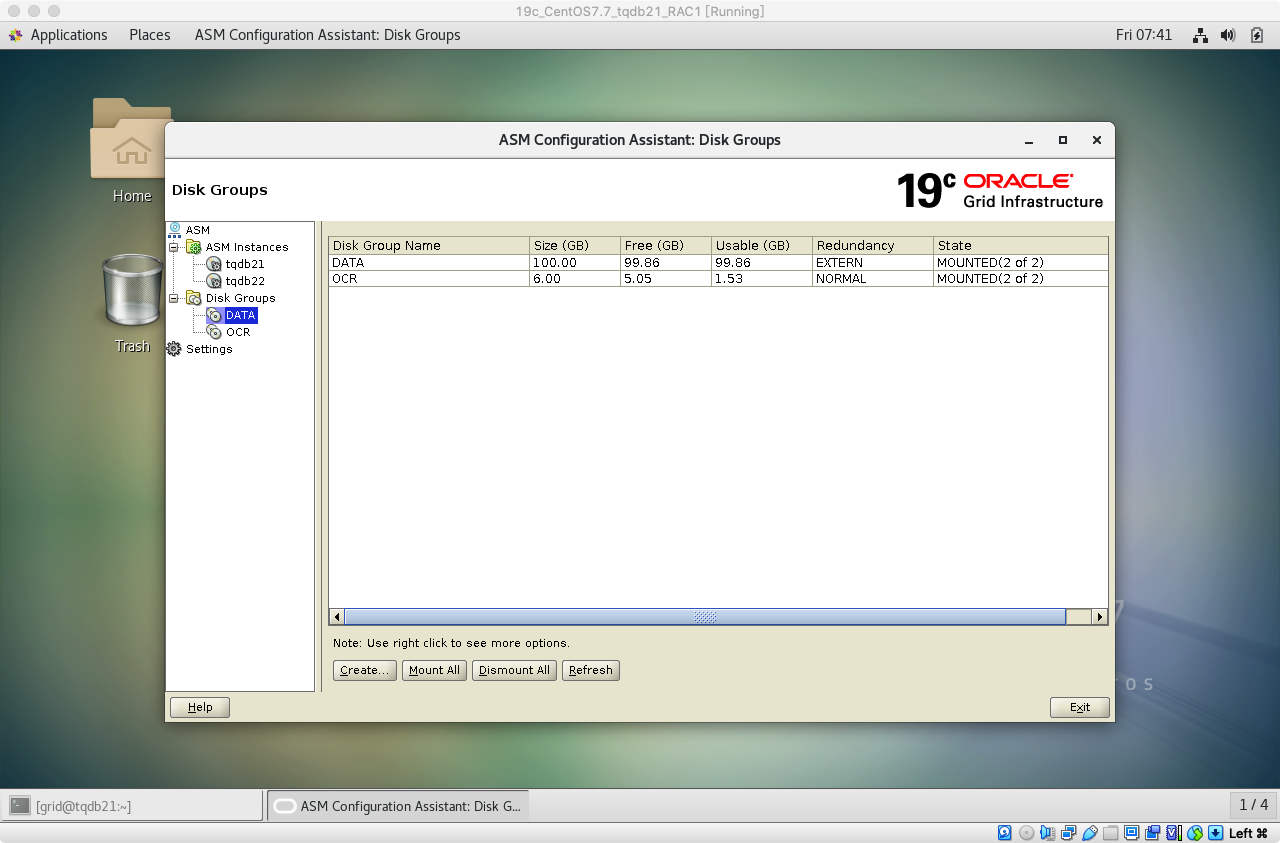 19c_CentOS7.7_tqdb21_RAC1 [Running]
Applications Places ASM Configuration Assistant: Disk Groups Fri 07:41
Home
Trash
ASM Configuration Assistant: Disk Groups
Disk Groups
19c ORACLE
Grid Infrastructure
ASM
ASM Instances
tqdb21
tqdb22
Disk Groups
DATA
OCR
Settings
Disk Group Name Size (GB) Free (GB) Usable (GB) Redundancy State
DATA 100.00 99.86 99.86 EXTERN MOUNTED(2 of 2)
OCR 6.00 5.05 1.53 NORMAL MOUNTED(2 of 2)
Note: Use right click to see more options.
Create... Mount All Dismount All Refresh
Help Exit
7
O S
[grid@tqdb21:~] ASM Configuration Assistant: Disk G... 1 / 4
Left ⌘